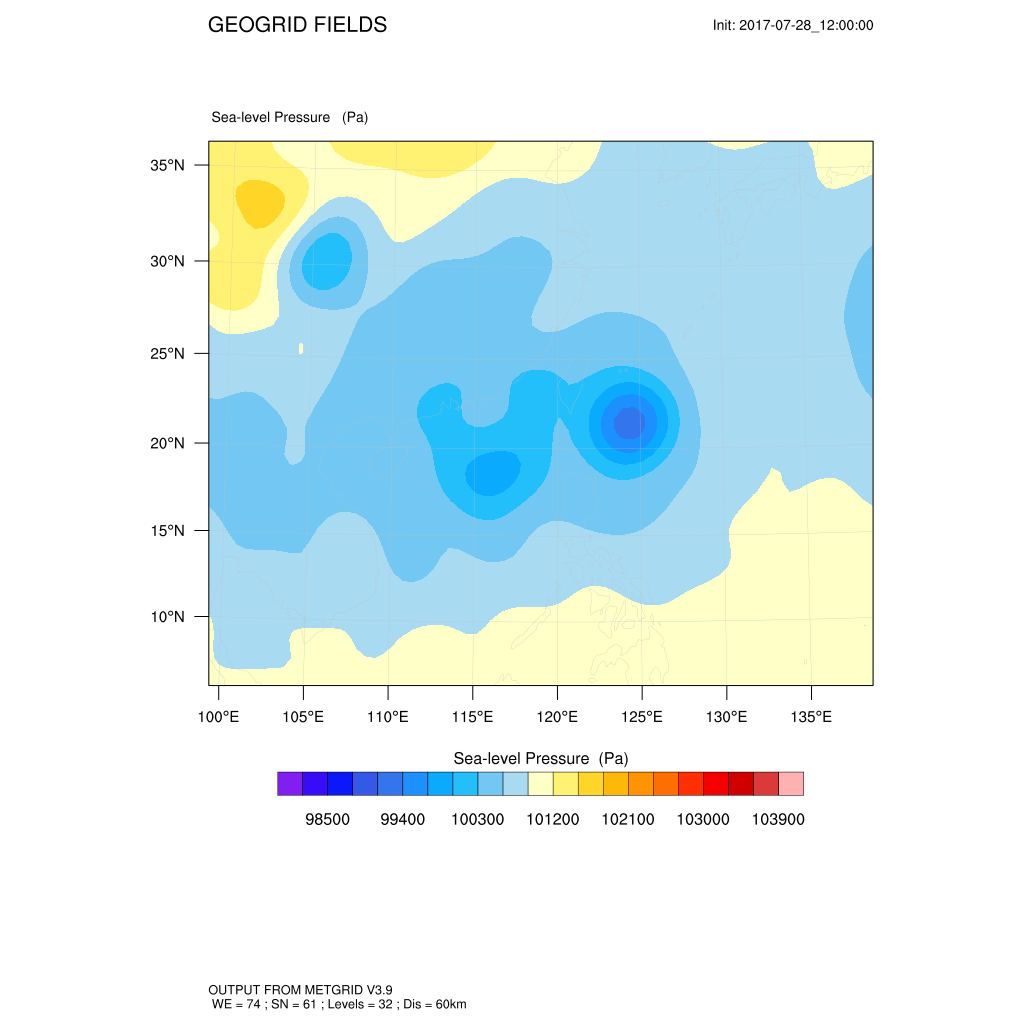 GEOGRID FIELDS
Init: 2017-07-28_12:00:00
Sea-level Pressure (Pa)
35°N
30°N
25°N
20°N
15°N
10°N
100°E 105°E 110°E 115°E 120°E 125°E 130°E 135°E
Sea-level Pressure (Pa)
98500 99400 100300 101200 102100 103000 103900
OUTPUT FROM METGRID V3.9
WE = 74 ; SN = 61 ; Levels = 32 ; Dis = 60km